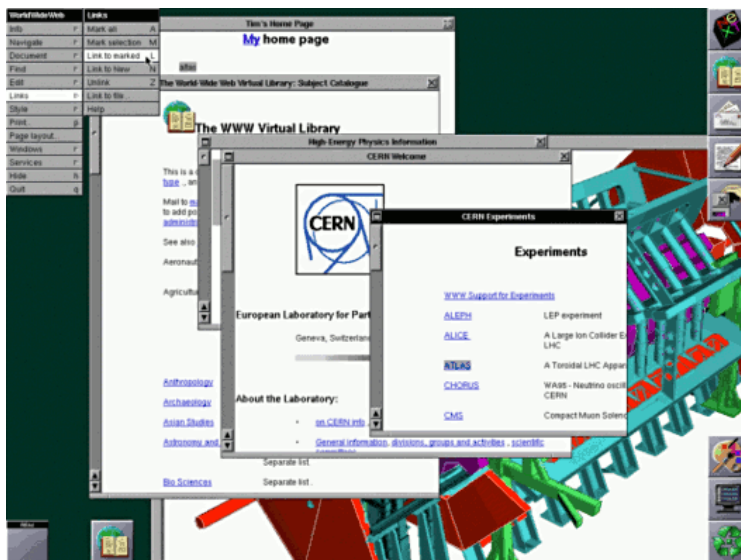 WorldWideWeb
Info
Navigate
Document
Find
Edit
Links
Style
Print..
Page layout..
Windows
Services
Hide
Quit
Links
Mark all A
Mark selection M
Link to marked L
Link to New N
Unlink Z
Link to file...
Help
Tim's Home Page
My home page
The World-Wide Web Virtual Library: Subject Catalogue
The WWW Virtual Library
This is a
type
Mail to
to add po
See also
Aeronaut
Agricultu
Anthropology
Archaeology
Asian Studies
Astronomy and
Separate list.
Bio Sciences Separate list .
High-Energy Physics Information
CERN Welcome
CERN
European Laboratory for Part
Geneva, Switzerland
About the Laboratory:
on CERN info
General information, divisions, groups and activities , scientific
CERN Experiments
Experiments
WWW Support for Experiments
ALEPH LEP experiment
ALICE A Large Ion Collider E
LHC
ATLAS A Toroidal LHC Appar
CHORUS WA95 - Neutrino oscill
CERN
CMS Compact Muon Solen